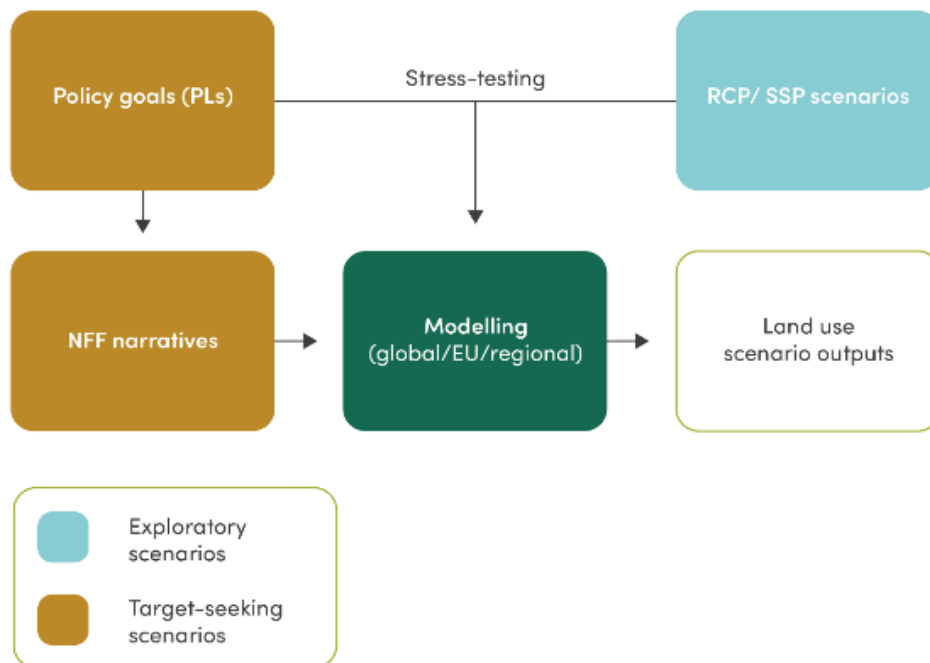 Policy goals (PLs)
Stress-testing
RCP/ SSP scenarios
NFF narratives
Modelling
(global/EU/regional)
Land use
scenario outputs
Exploratory
scenarios
Target-seeking
scenarios